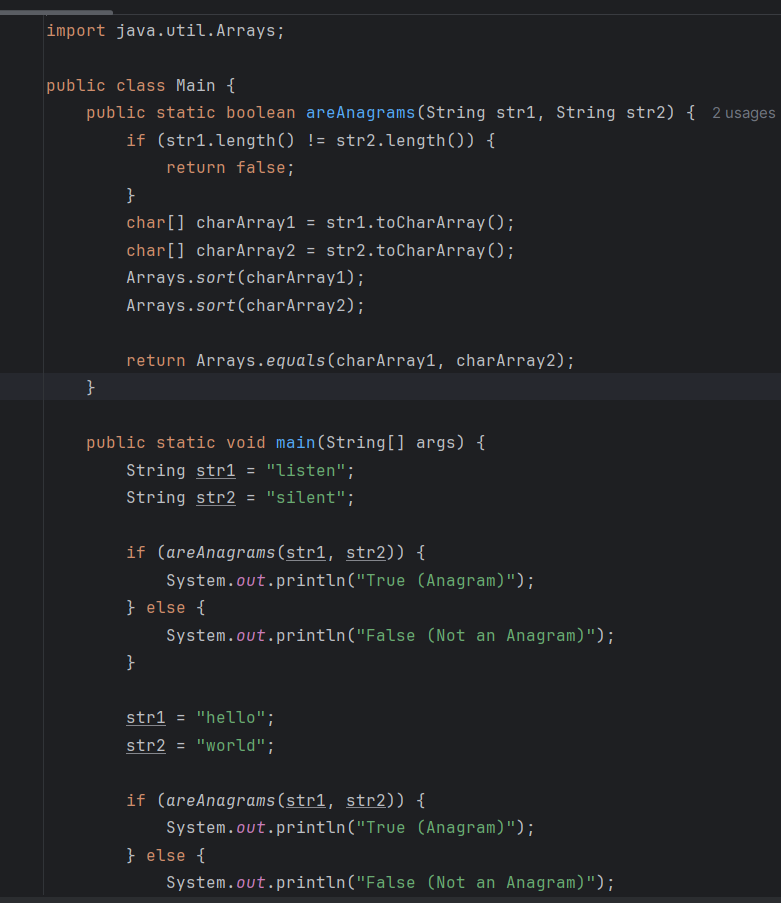 import java.util.Arrays;
public class Main {
public static boolean areAnagrams(String str1, String str2) { 2 usages
if (str1.length() != str2.length()) {
return false;
}
char[] charArray1 = str1.toCharArray();
char[] charArray2 = str2.toCharArray();
Arrays.sort(charArray1);
Arrays.sort(charArray2);
return Arrays.equals(charArray1, charArray2);
}
public static void main(String[] args) {
String str1 = "listen";
String str2 = "silent";
if (areAnagrams(str1, str2)) {
System.out.println("True (Anagram)");
} else {
System.out.println("False (Not an Anagram)");
}
str1 = "hello";
str2 = "world";
if (areAnagrams(str1, str2)) {
System.out.println("True (Anagram)");
} else {
System.out.println("False (Not an Anagram)");